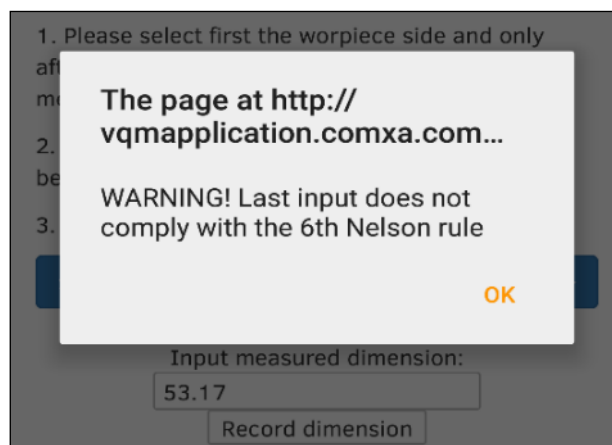 1. Please select first the worpiece side and only
af
me
The page at http://
vqmapplication.comxa.com...
2.
be
WARNING! Last input does not
comply with the 6th Nelson rule
3.
OK
Input measured dimension:
53.17
Record dimension